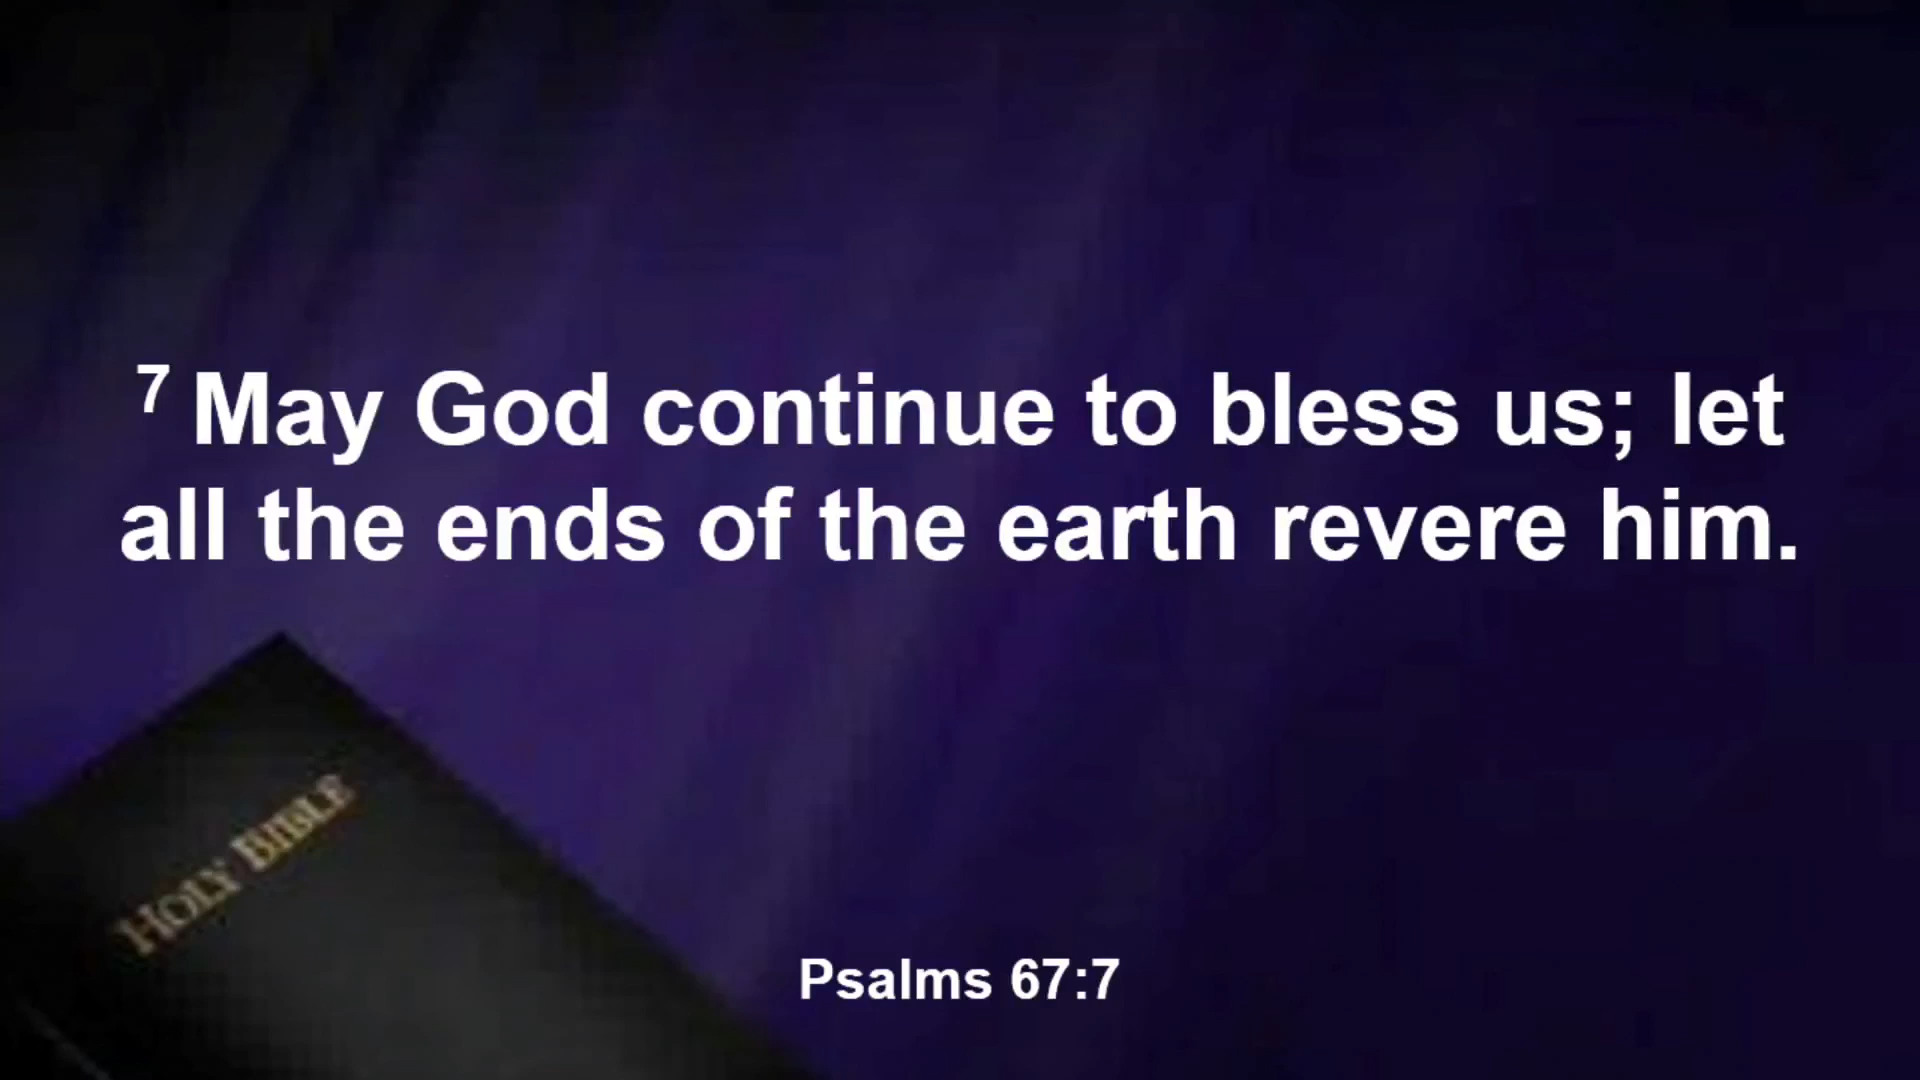 7 May God continue to bless us; let
all the ends of the earth revere him.
HOLY BIBLE
Psalms 67:7